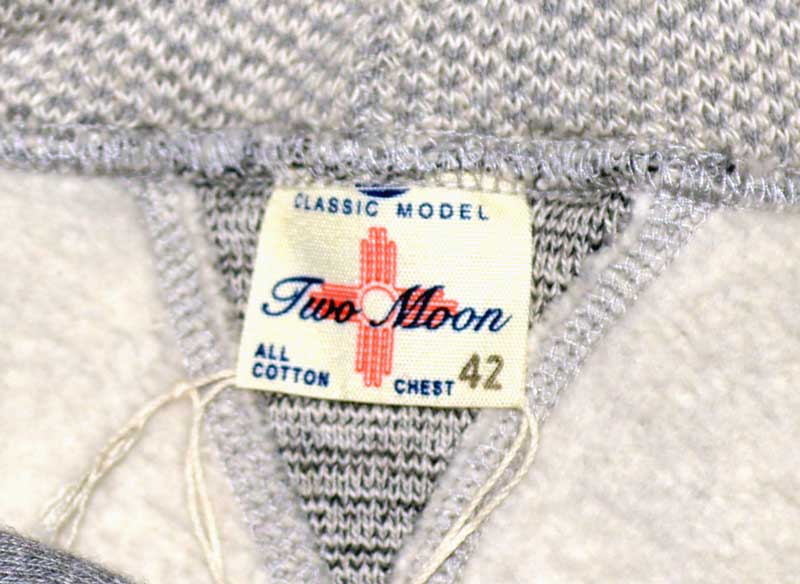 CLASSIC MODEL
Two Moon
ALL
COTTON
CHEST 42